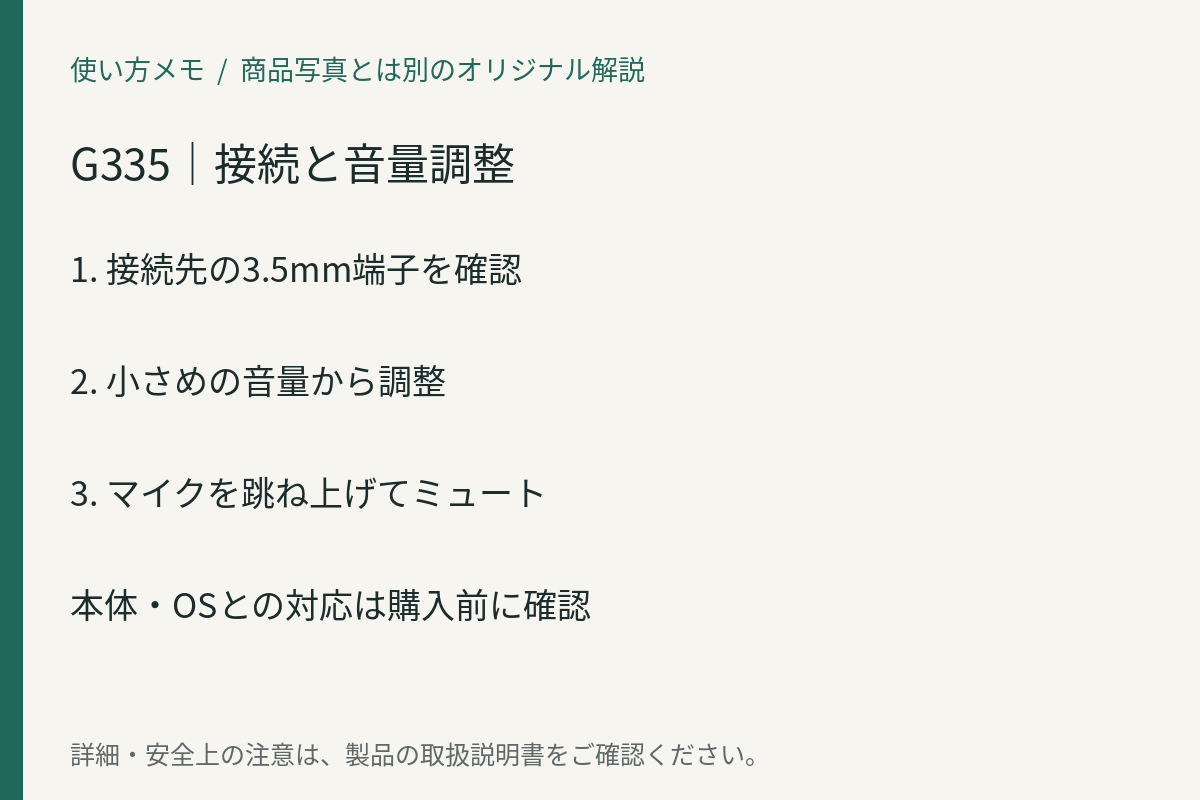 使い方メモ / 商品写真とは別のオリジナル解説
G335｜接続と音量調整
1. 接続先の3.5mm端子を確認
2. 小さめの音量から調整
3. マイクを跳ね上げてミュート
本体・OSとの対応は購入前に確認
詳細・安全上の注意は、製品の取扱説明書をご確認ください。